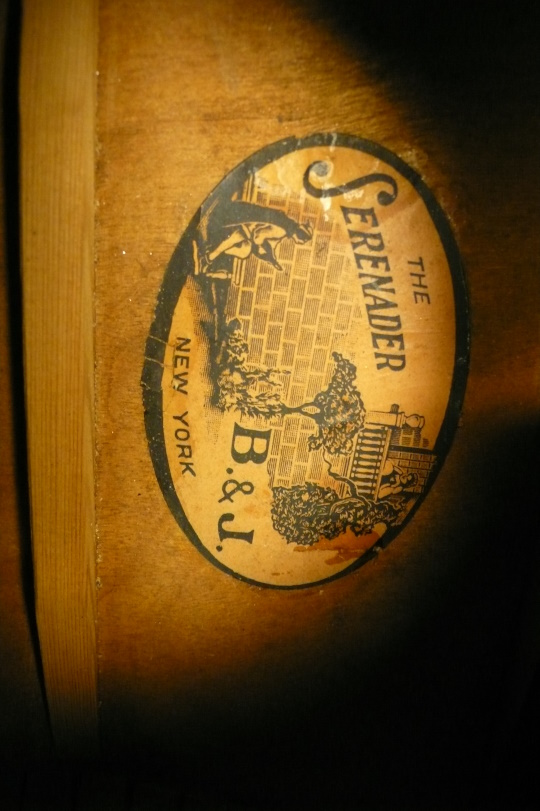 THE
SERENADER
B.&J.
NEW YORK